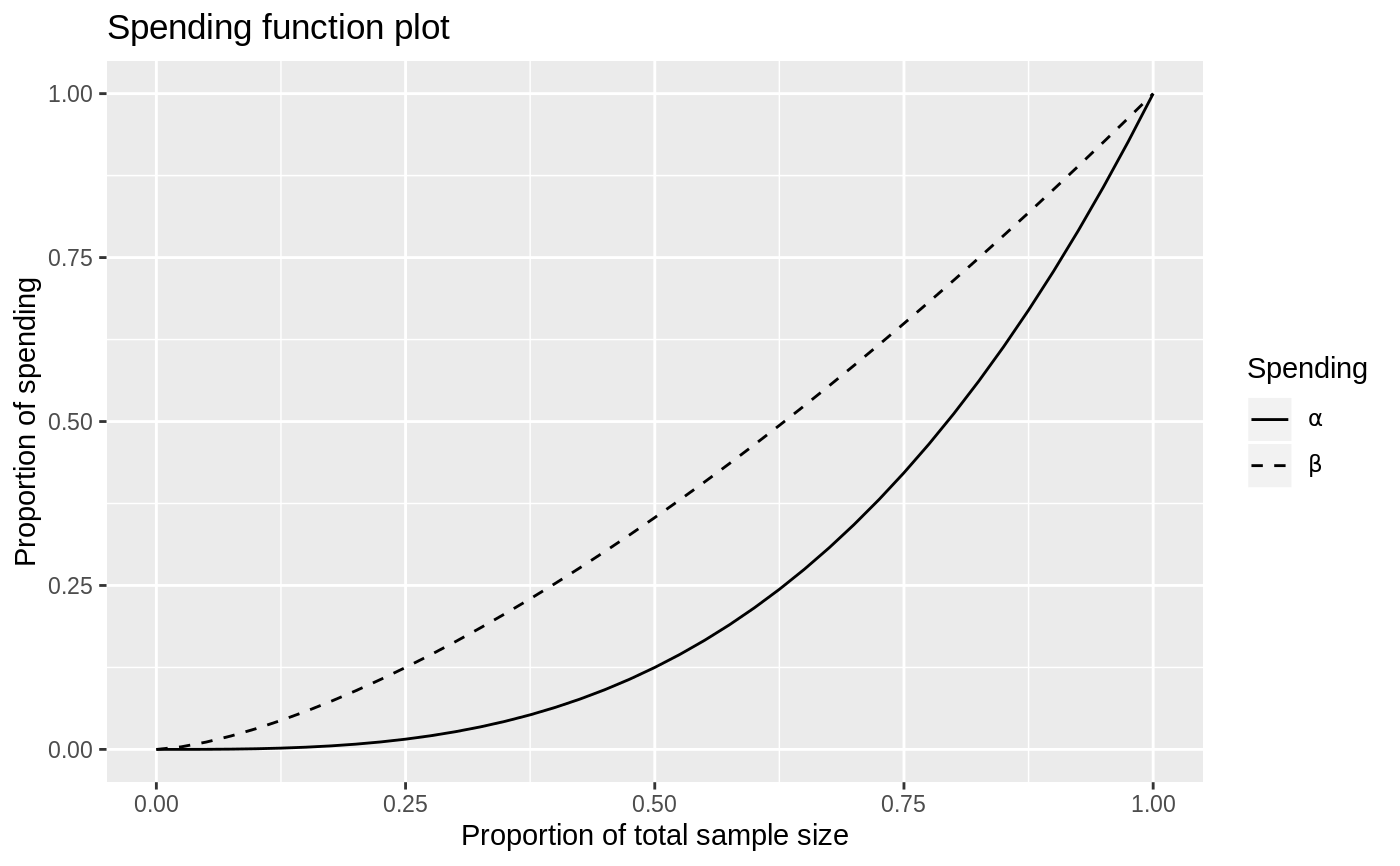 Spending function plot
1.00
0.75
0.50
0.25
0.00
Proportion of spending
0.00 0.25 0.50 0.75 1.00
Proportion of total sample size
Spending
α
β